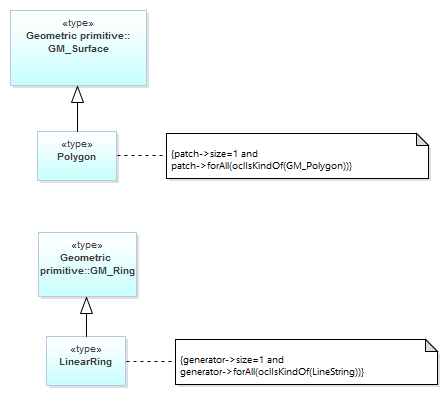 «type»
Geometric primitive::
GM_Surface
«type»
Polygon
{patch->size=1 and
patch->forAll(oclIsKindOf(GM_Polygon))}
«type»
Geometric
primitive::GM_Ring
«type»
LinearRing
{generator->size=1 and
generator->forAll(oclIsKindOf(LineString))}